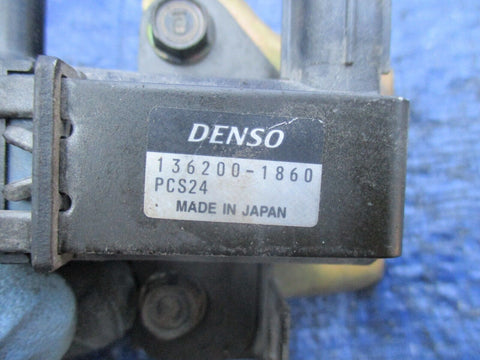 DENSO
136200-1860
PCS24
MADE IN JAPAN